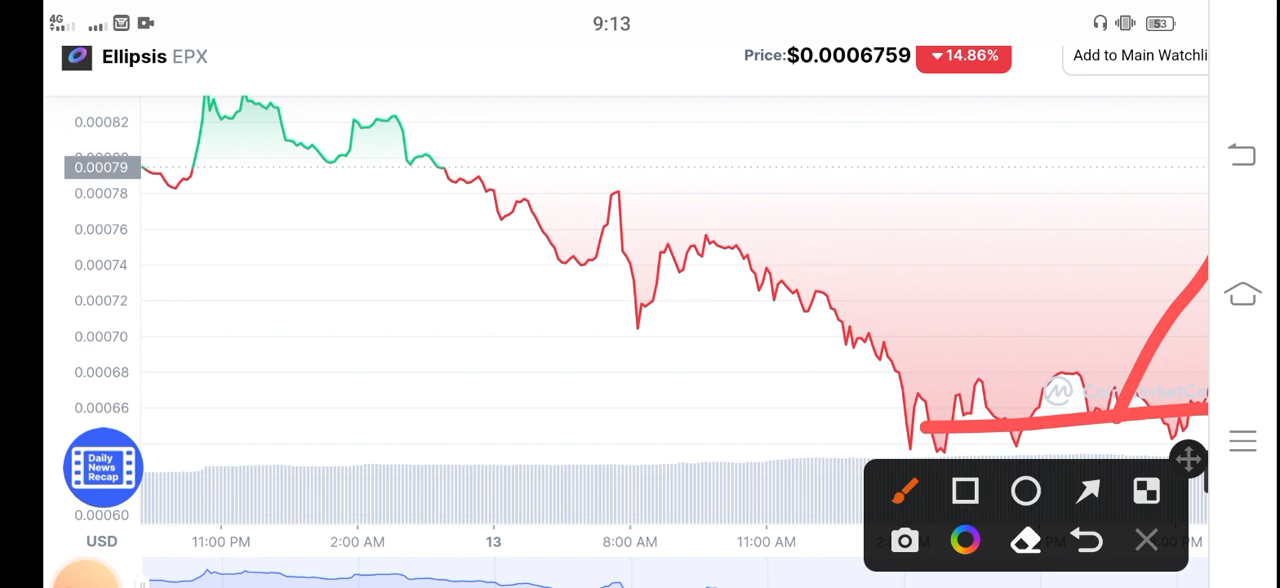 4G
9:13
53
Ellipsis EPX
Price:$0.0006759
14.86%
Add to Main Watchli
0.00082
0.00079
0.00078
0.00076
0.00074
0.00072
0.00070
0.00068
0.00066
0.00060
Daily
News
Recap
USD
11:00 PM
2:00 AM
13
8:00 AM
11:00 AM